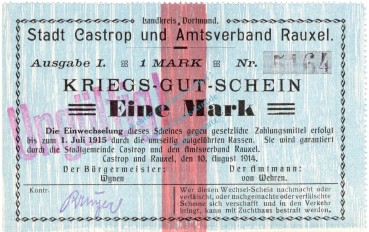 Landkreis Dortmund.
Stadt Castrop und Amtsverband Rauxel.
Ausgabe I. 1 MARK Nr. 5164
KRIEGS-GUT-SCHEIN
Eine Mark
Ungültig
Die Einwechselung dieses Scheines gegen gesetzliche Zahlungsmittel erfolgt
bis zum 1. Juli 1915 durch die umseitig aufgeführten Kassen. Sie wird garantiert
durch die Stadtgemeinde Castrop und den Amtsverband Rauxel.
Castrop und Rauxel, den 10. August 1914.
Der Bürgermeister: Der Amtmann:
Wynen von Wehren.
Kontr.
Wer diesen Wechsel-Schein nachmacht oder
verfälscht, oder nachgemachte oder verfälschte
Scheine sich verschafft und in den Verkehr
bringt, kann mit Zuchthaus bestraft werden.